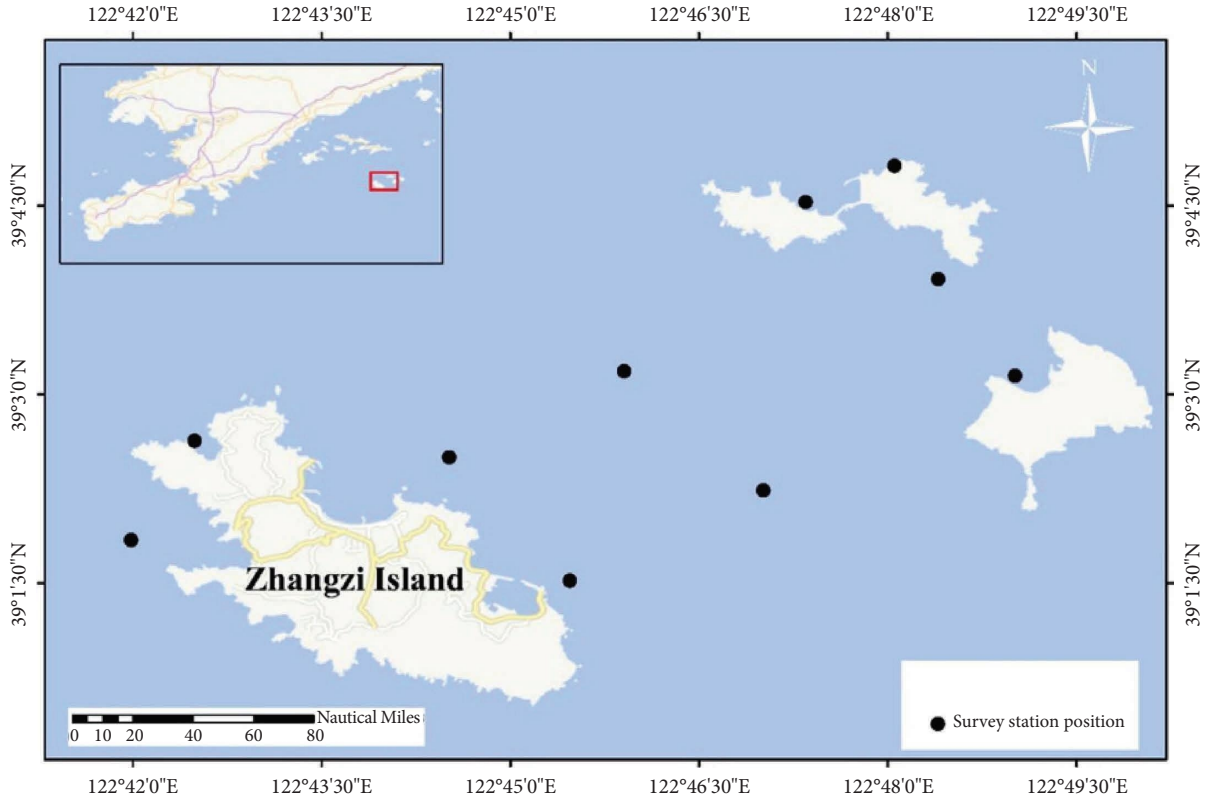 122°42'0"E 122°43'30"E 122°45'0"E 122°46'30"E 122°48'0"E 122°49'30"E
N
39°4'30"N 39°4'30"N
39°3'0"N 39°3'0"N
39°1'30"N 39°1'30"N
Zhangzi Island
Nautical Miles
0 10 20 40 60 80
Survey station position
122°42'0"E 122°43'30"E 122°45'0"E 122°46'30"E 122°48'0"E 122°49'30"E